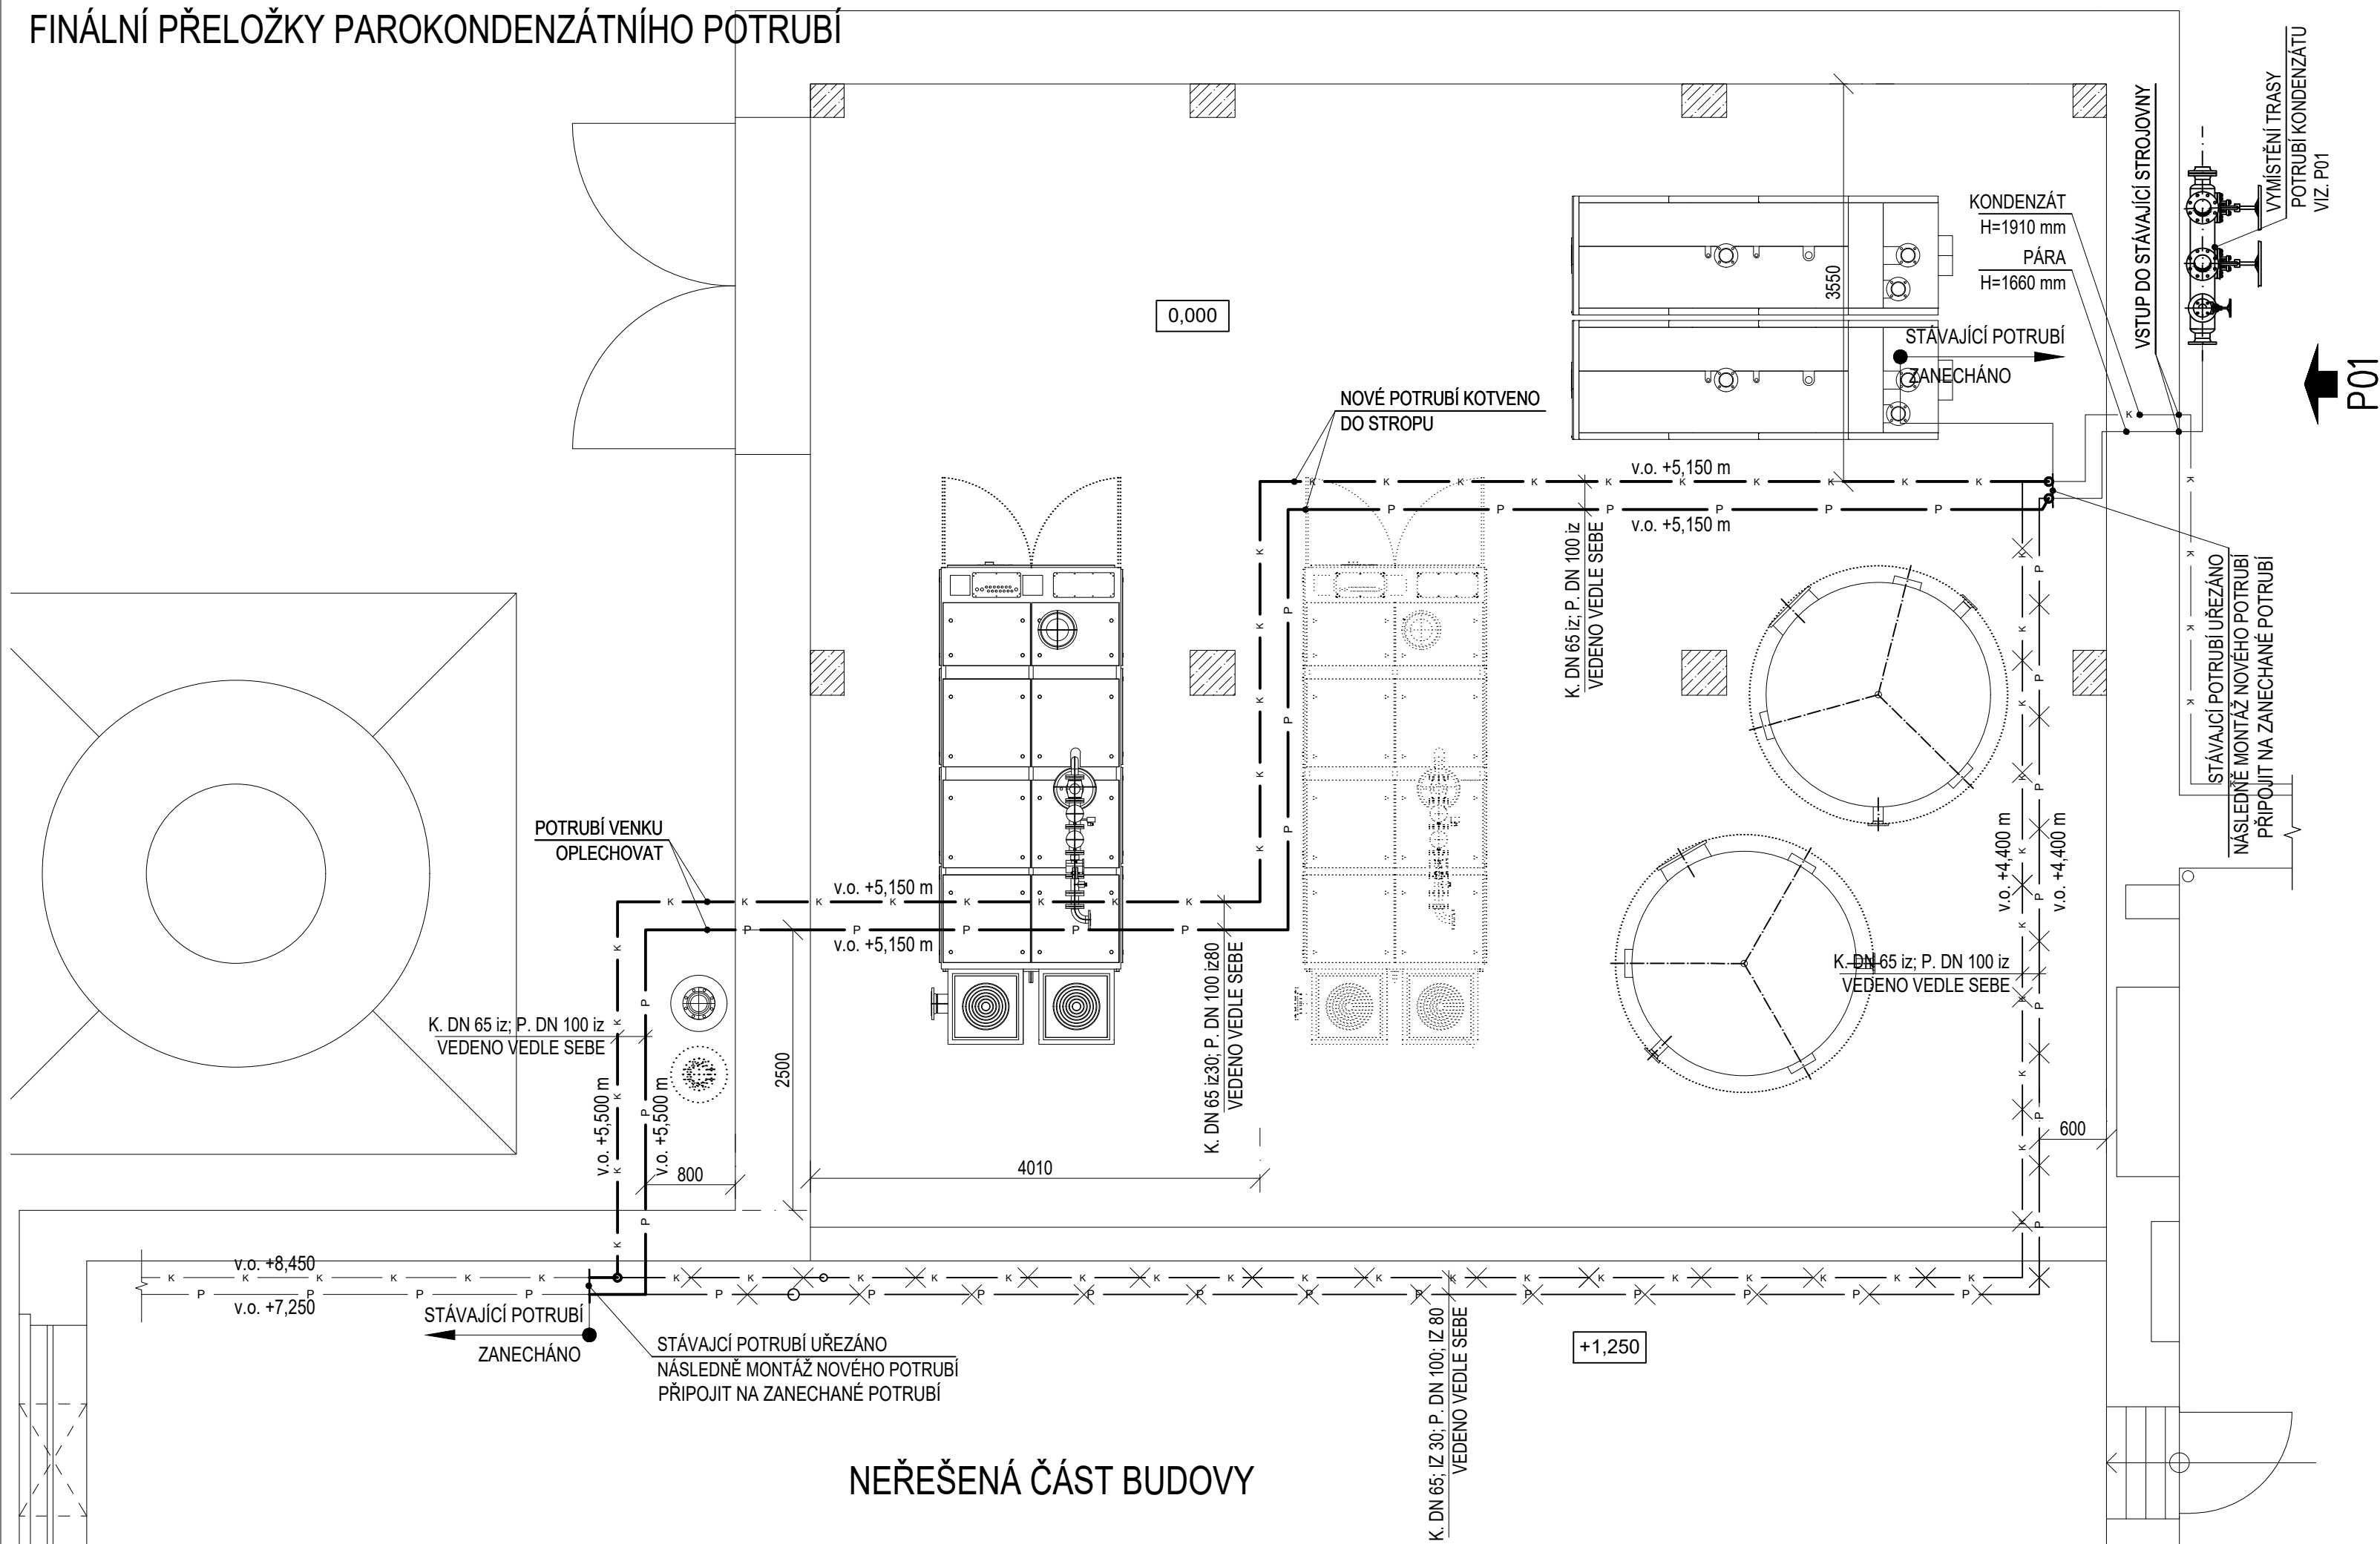 FINÁLNÍ PŘELOŽKY PAROKONDENZÁTNÍHO POTRUBÍ
VYMÍSTĚNÍ TRASY
POTRUBÍ KONDENZÁTU
VIZ. P01
VSTUP DO STÁVAJÍCÍ STROJOVNY
KONDENZÁT
H=1910 mm
PÁRA
H=1660 mm
3550
0,000
STÁVAJÍCÍ POTRUBÍ
ZANECHÁNO
P01
NOVÉ POTRUBÍ KOTVENO
DO STROPU
v.o. +5,150 m
v.o. +5,150 m
K. DN 65 iz; P. DN 100 iz
VEDENO VEDLE SEBE
STÁVAJCÍ POTRUBÍ UŘEZÁNO
NÁSLEDNĚ MONTÁŽ NOVÉHO POTRUBÍ
PŘIPOJIT NA ZANECHANÉ POTRUBÍ
POTRUBÍ VENKU
OPLECHOVAT
v.o. +5,150 m
v.o. +5,150 m
v.o. +4,400 m
v.o. +4,400 m
K. DN 65 iz; P. DN 100 iz
VEDENO VEDLE SEBE
K. DN 65 iz30; P. DN 100 iz80
VEDENO VEDLE SEBE
K. DN 65 iz; P. DN 100 iz
VEDENO VEDLE SEBE
2500
v.o. +5,500 m
v.o. +5,500 m
800
4010
600
v.o. +8,450
v.o. +7,250
STÁVAJÍCÍ POTRUBÍ
ZANECHÁNO
STÁVAJCÍ POTRUBÍ UŘEZÁNO
NÁSLEDNĚ MONTÁŽ NOVÉHO POTRUBÍ
PŘIPOJIT NA ZANECHANÉ POTRUBÍ
K. DN 65; IZ 30; P. DN 100; IZ 80
VEDENO VEDLE SEBE
+1,250
NEŘEŠENÁ ČÁST BUDOVY